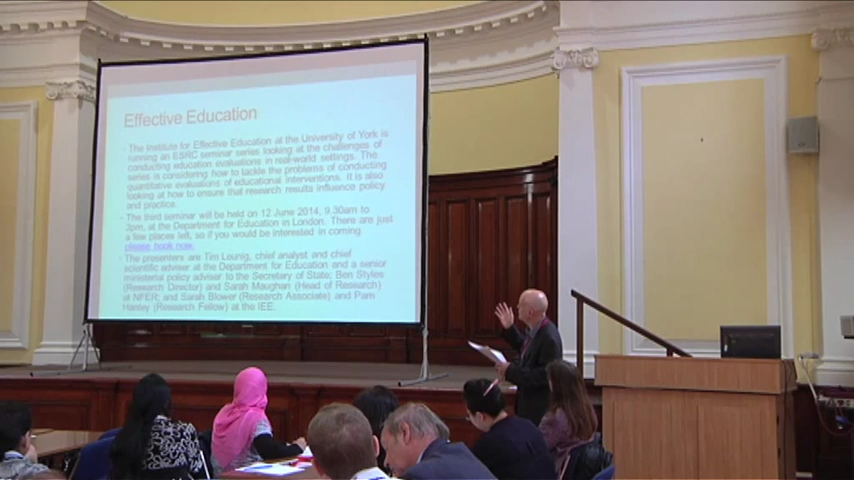 Effective Education
The Institute for Effective Education at the University of York is
running an ESRC seminar series looking at the challenges of
conducting education evaluations in real-world settings. The
series is considering how to tackle the problems of conducting
quantitative evaluations of educational interventions. It is also
looking at how to ensure that research results influence policy
and practice.
The third seminar will be held on 12 June 2014, 9.30am to
3pm, at the Department for Education in London. There are just
a few places left, so if you would be interested in coming
please book now.
The presenters are Tim Leunig, chief analyst and chief
scientific adviser at the Department for Education and a senior
ministerial policy adviser to the Secretary of State; Ben Styles
(Research Director) and Sarah Maughan (Head of Research)
at NFER; and Sarah Blower (Research Associate) and Pam
Hanley (Research Fellow) at the IEE.